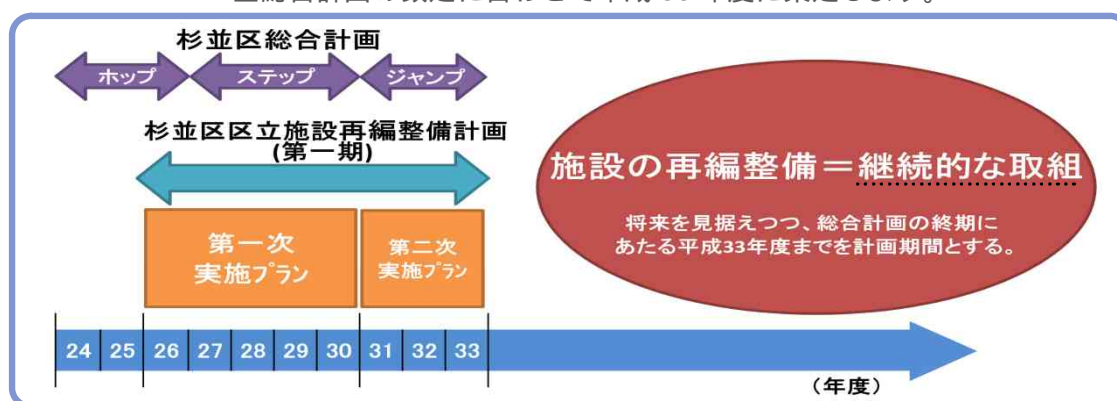 杉並区総合計画
ホップ ステップ ジャンプ
杉並区区立施設再編整備計画
(第一期)
第一次
実施プラン
第二次
実施プラン
24 25 26 27 28 29 30 31 32 33
(年度)
施設の再編整備＝継続的な取組
将来を見据えつつ、総合計画の終期に
あたる平成33年度までを計画期間とする。